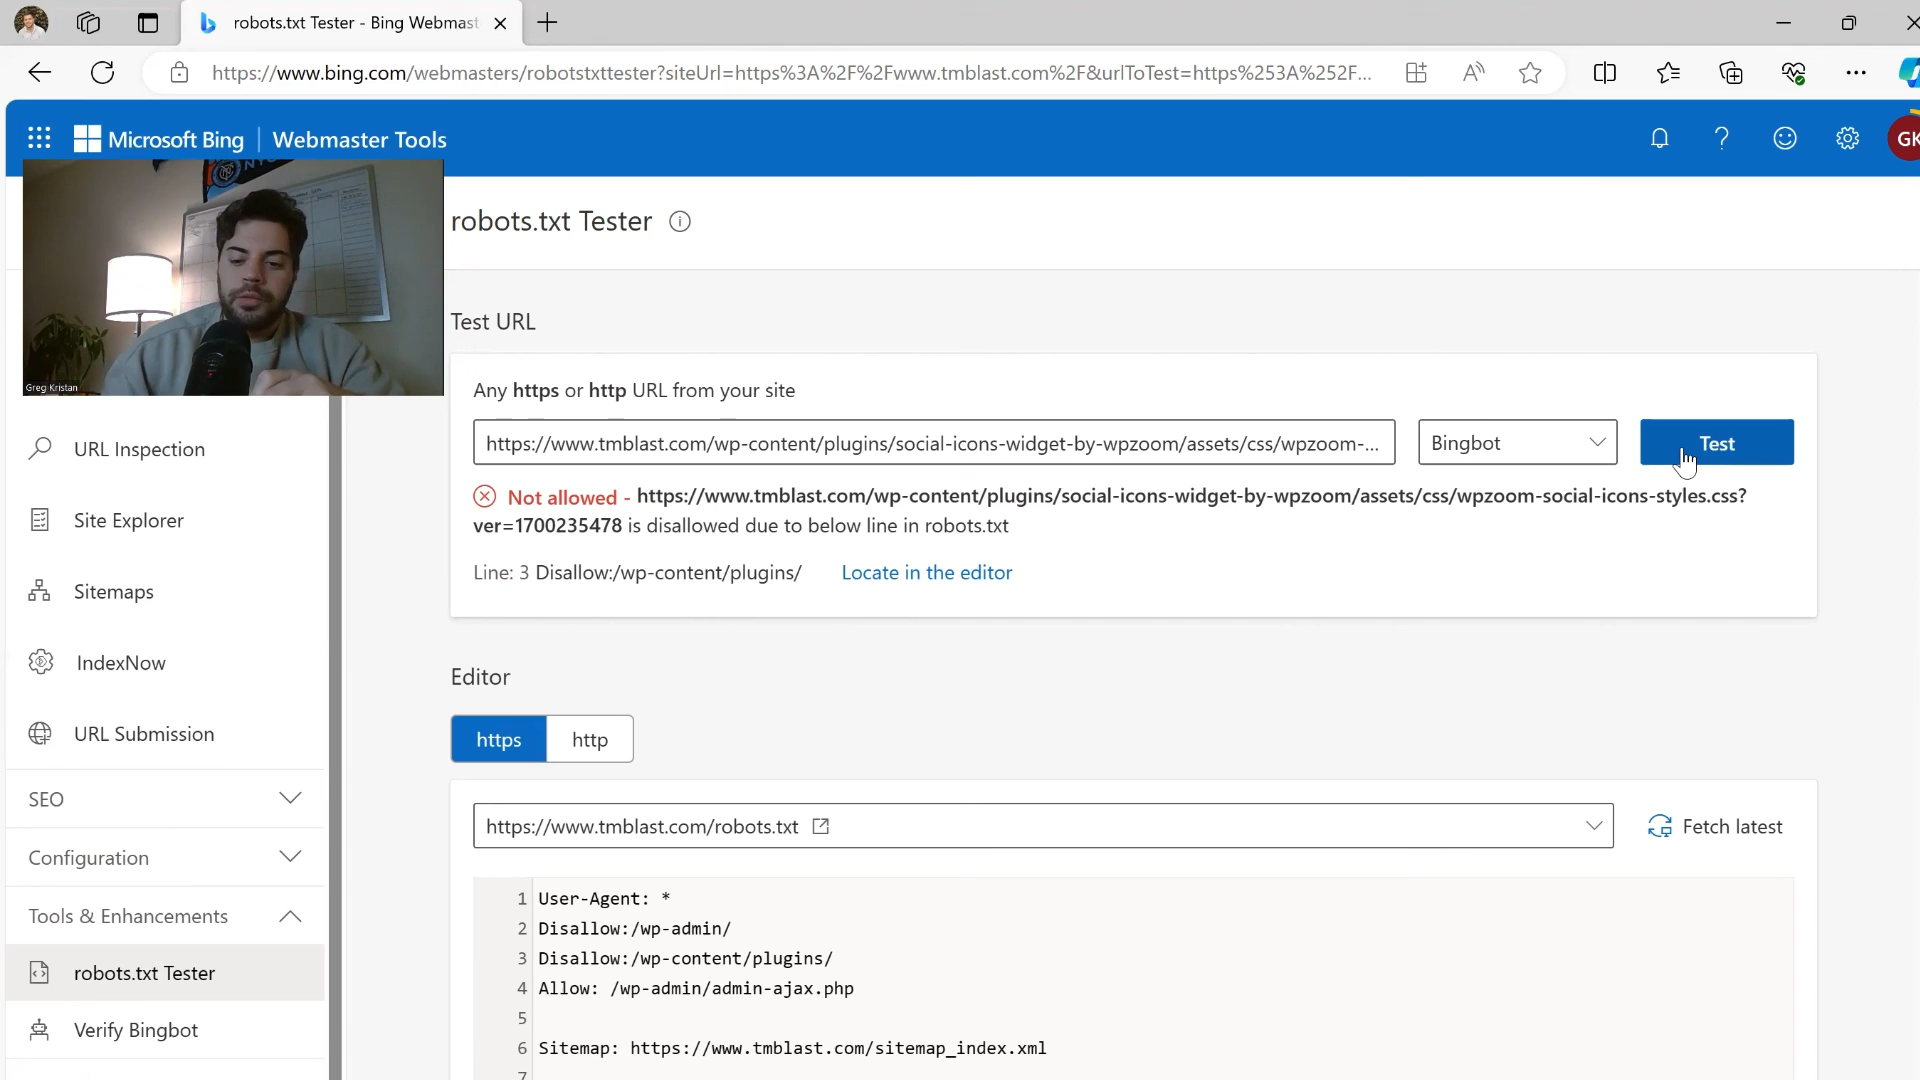 robots.txt Tester - Bing Webmast
https://www.bing.com/webmasters/robotstxttester?siteUrl=https%3A%2F%2Fwww.tmblast.com%2F&urlToTest=https%253A%252F...
Microsoft Bing | Webmaster Tools
GK
NYC
Greg Kristan
robots.txt Tester
Test URL
Any https or http URL from your site
https://www.tmblast.com/wp-content/plugins/social-icons-widget-by-wpzoom/assets/css/wpzoom-...
Bingbot
Test
Not allowed - https://www.tmblast.com/wp-content/plugins/social-icons-widget-by-wpzoom/assets/css/wpzoom-social-icons-styles.css?
ver=1700235478 is disallowed due to below line in robots.txt
Line: 3 Disallow:/wp-content/plugins/ Locate in the editor
URL Inspection
Site Explorer
Sitemaps
IndexNow
URL Submission
SEO
Configuration
Tools & Enhancements
robots.txt Tester
Verify Bingbot
Editor
https http
https://www.tmblast.com/robots.txt
Fetch latest
1 User-Agent: *
2 Disallow:/wp-admin/
3 Disallow:/wp-content/plugins/
4 Allow: /wp-admin/admin-ajax.php
5
6 Sitemap: https://www.tmblast.com/sitemap_index.xml
7